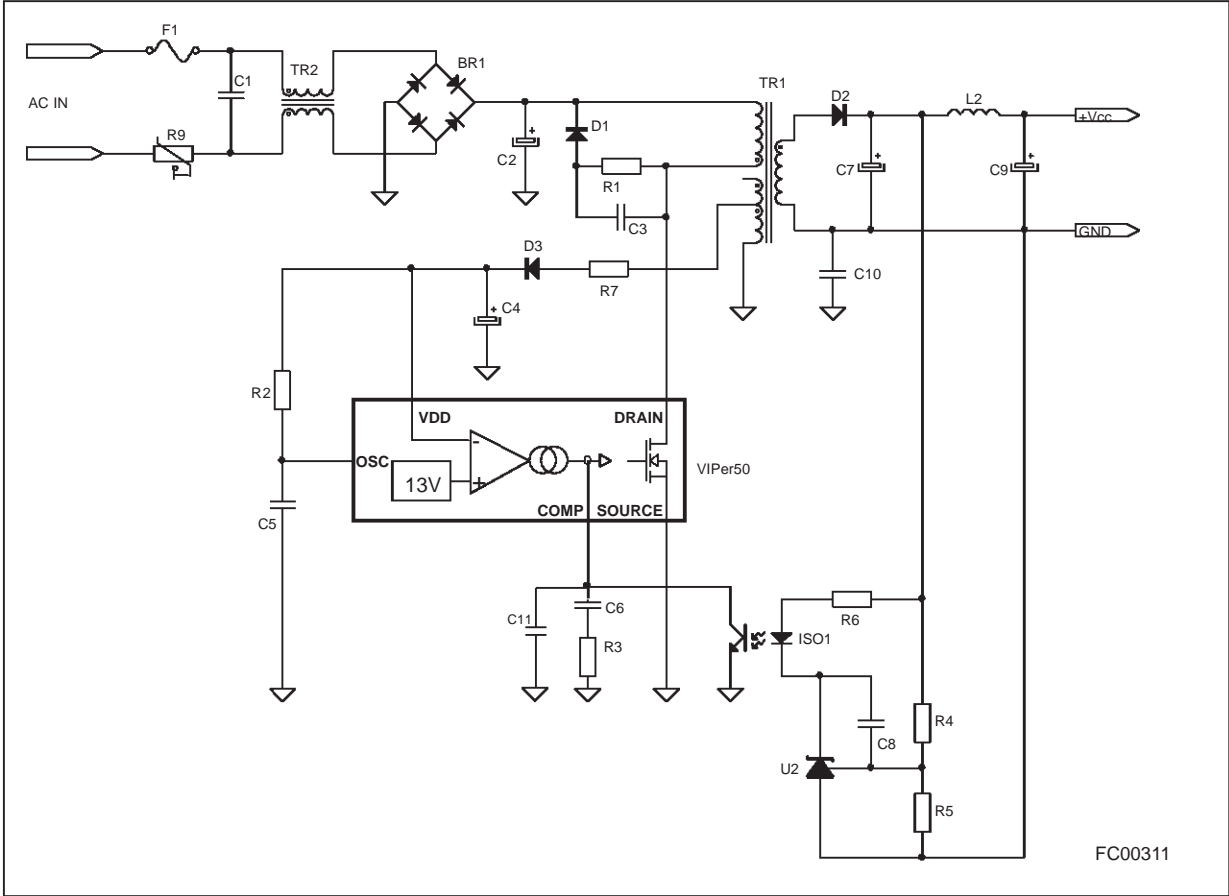 F1
BR1
TR2
C1
TR1
D2
L2
AC IN
D1
+Vcc
R9
C2
C7
C9
R1
C3
GND
D3
C10
R7
C4
R2
VDD
DRAIN
-
OSC
VIPer50
13V
+
COMP
SOURCE
C5
C11
C6
R6
ISO1
R3
R4
C8
U2
R5
FC00311